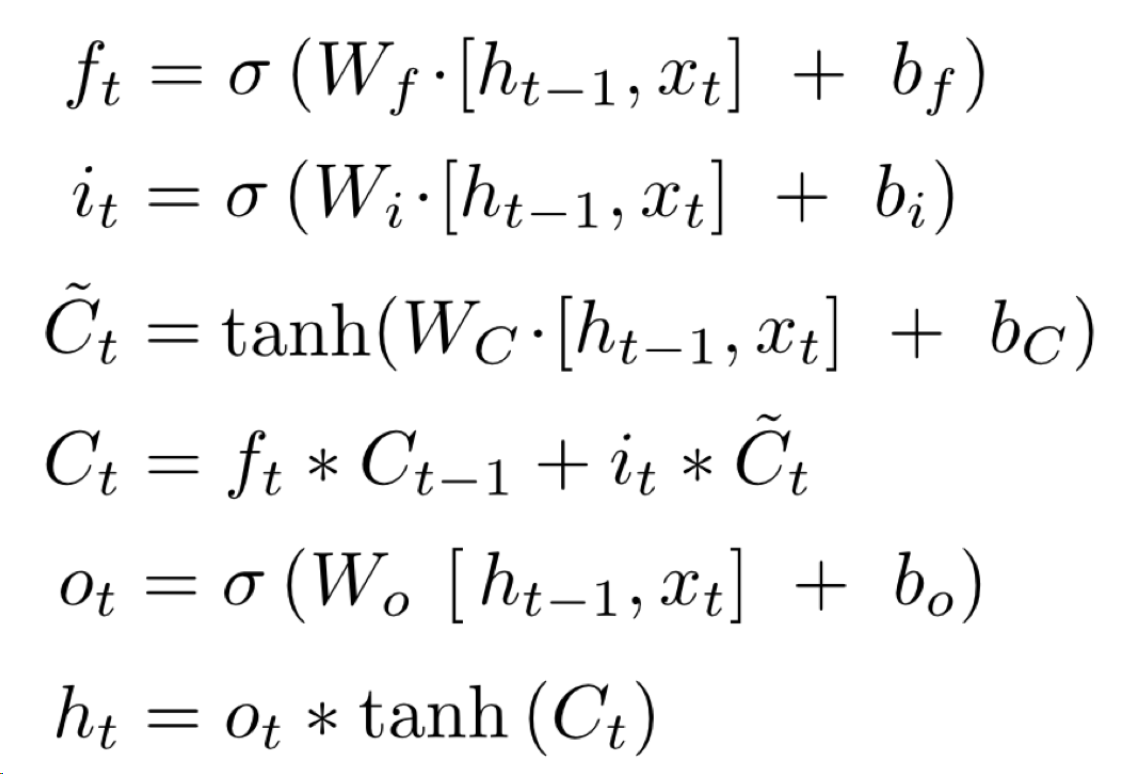 f_t = σ (W_f · [h_{t−1}, x_t] + b_f)
i_t = σ (W_i · [h_{t−1}, x_t] + b_i)
C̃_t = tanh(W_C · [h_{t−1}, x_t] + b_C)
C_t = f_t * C_{t−1} + i_t * C̃_t
o_t = σ (W_o [h_{t−1}, x_t] + b_o)
h_t = o_t * tanh (C_t)